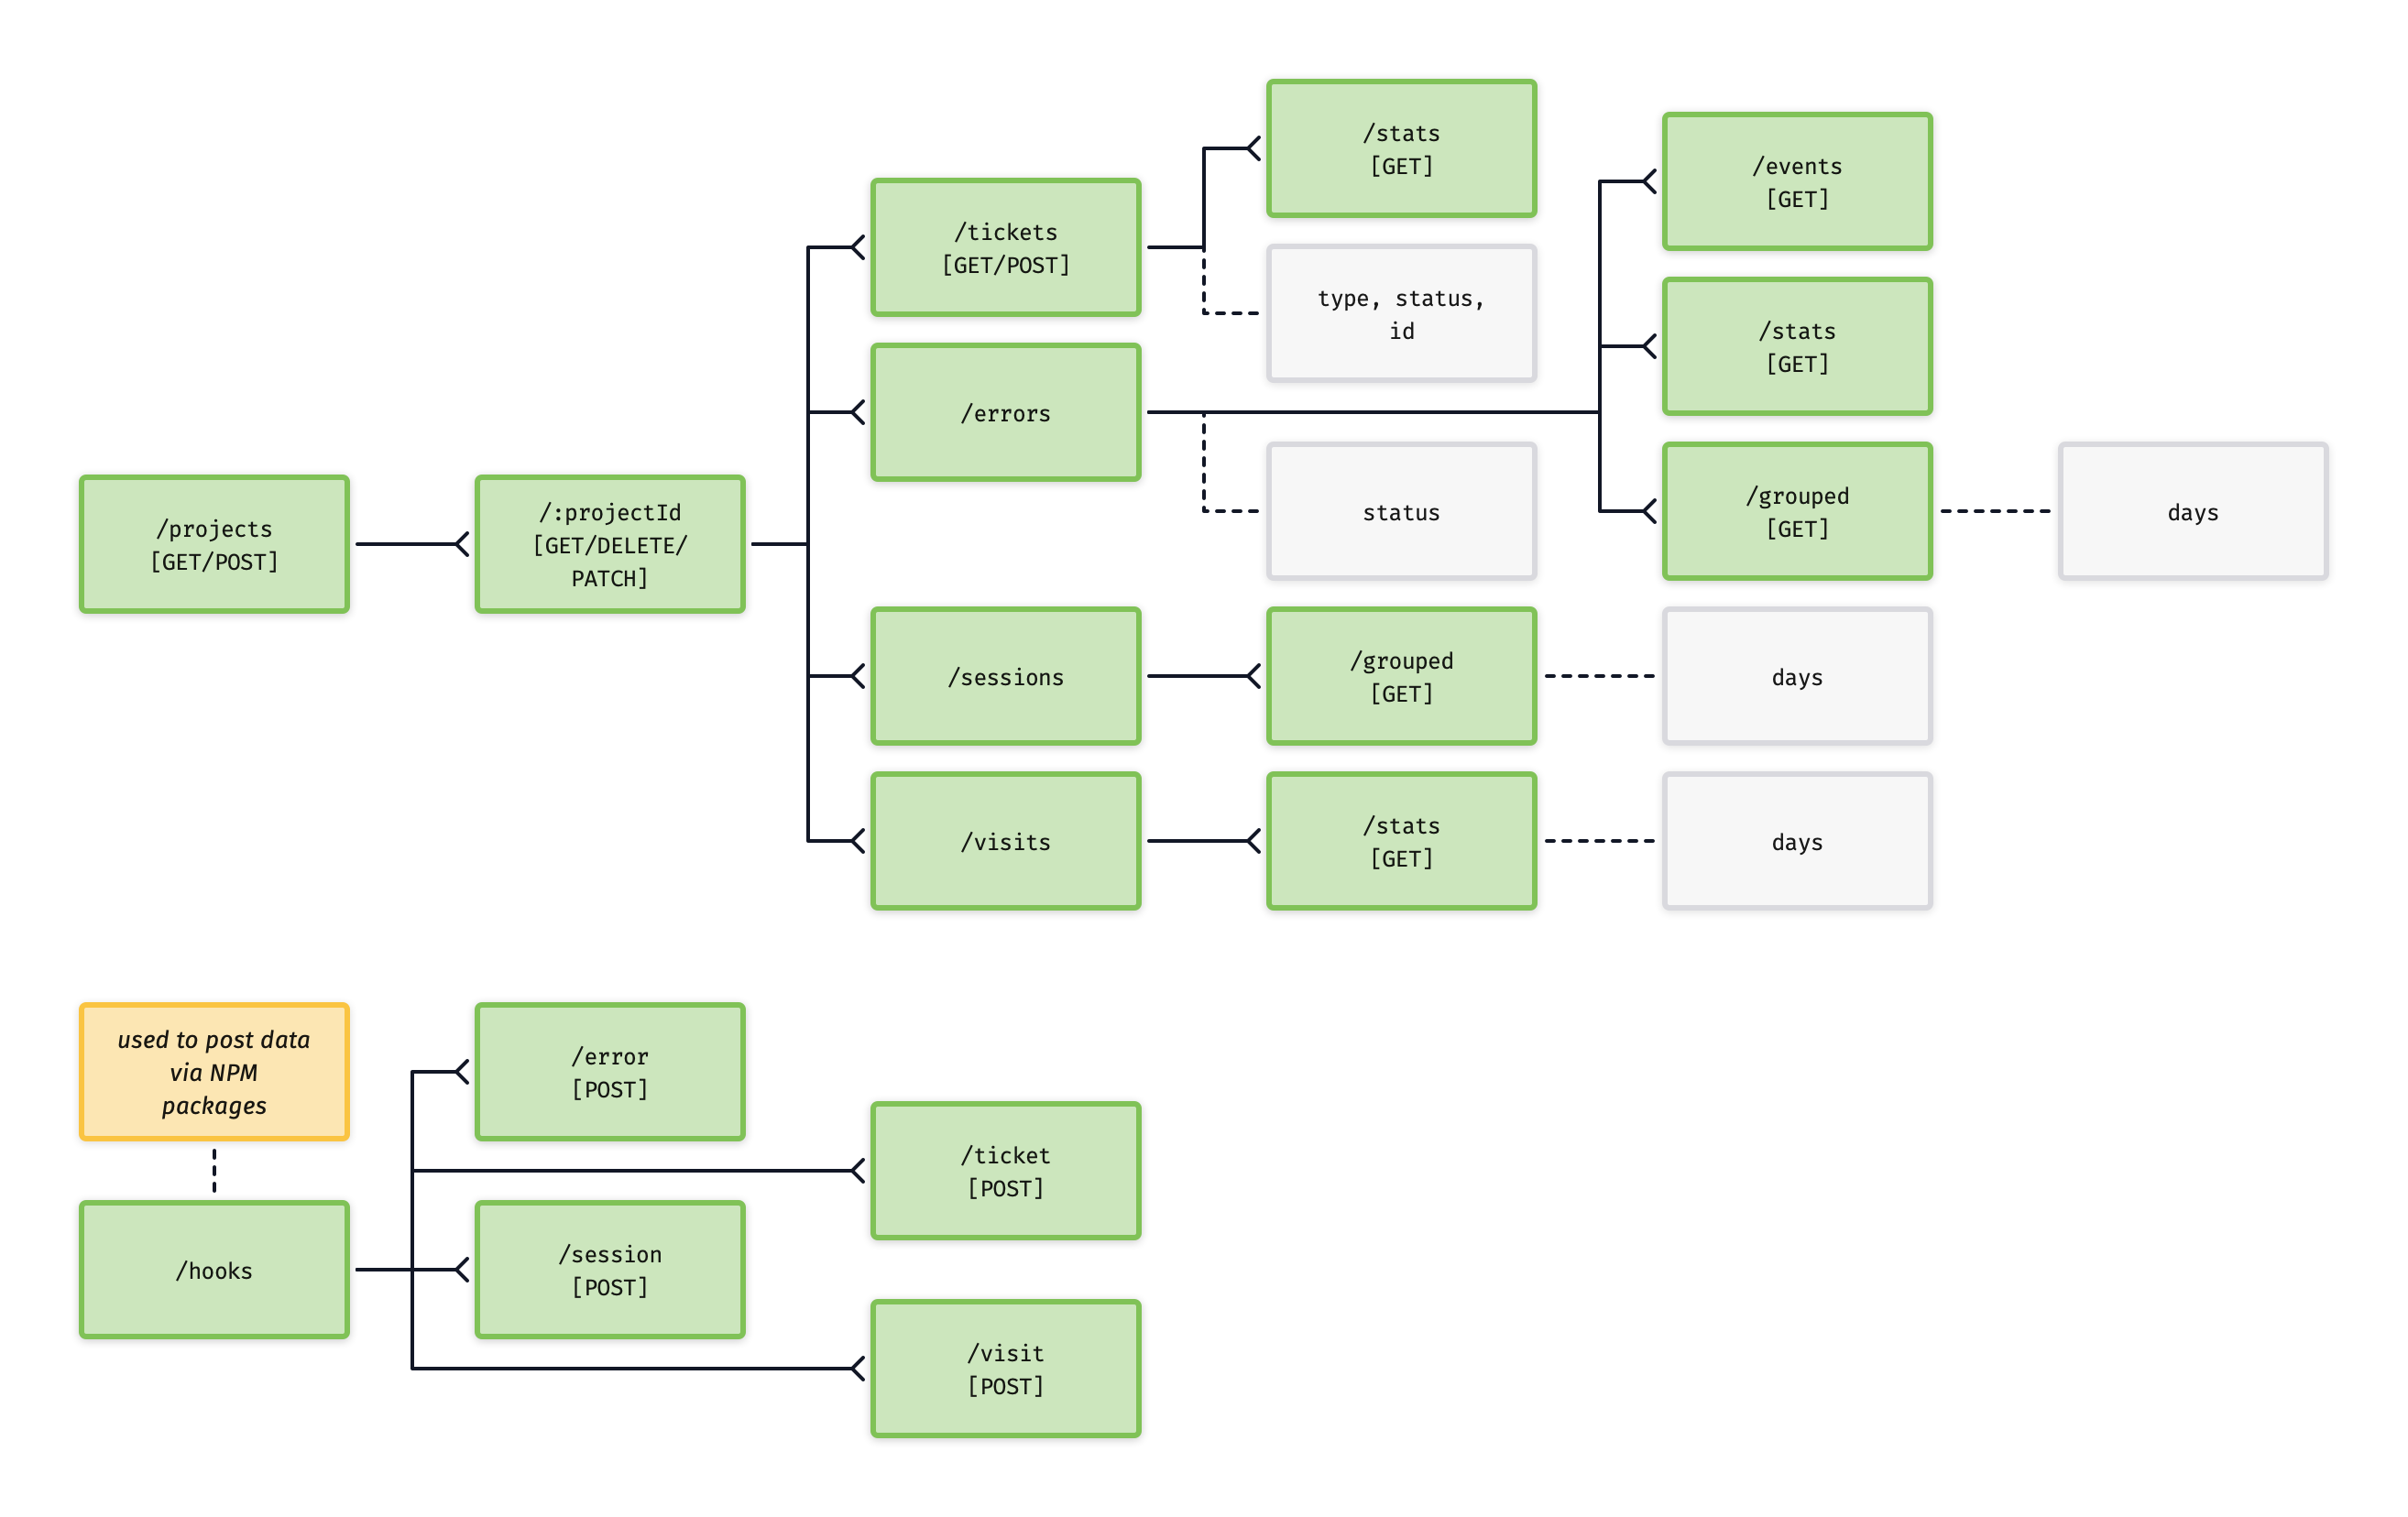 /stats
[GET]
/events
[GET]
/tickets
[GET/POST]
type, status,
id
/stats
[GET]
/errors
/projects
[GET/POST]
/:projectId
[GET/DELETE/
PATCH]
status
/grouped
[GET]
days
/sessions
/grouped
[GET]
days
/visits
/stats
[GET]
days
used to post data
via NPM
packages
/error
[POST]
/ticket
[POST]
/hooks
/session
[POST]
/visit
[POST]